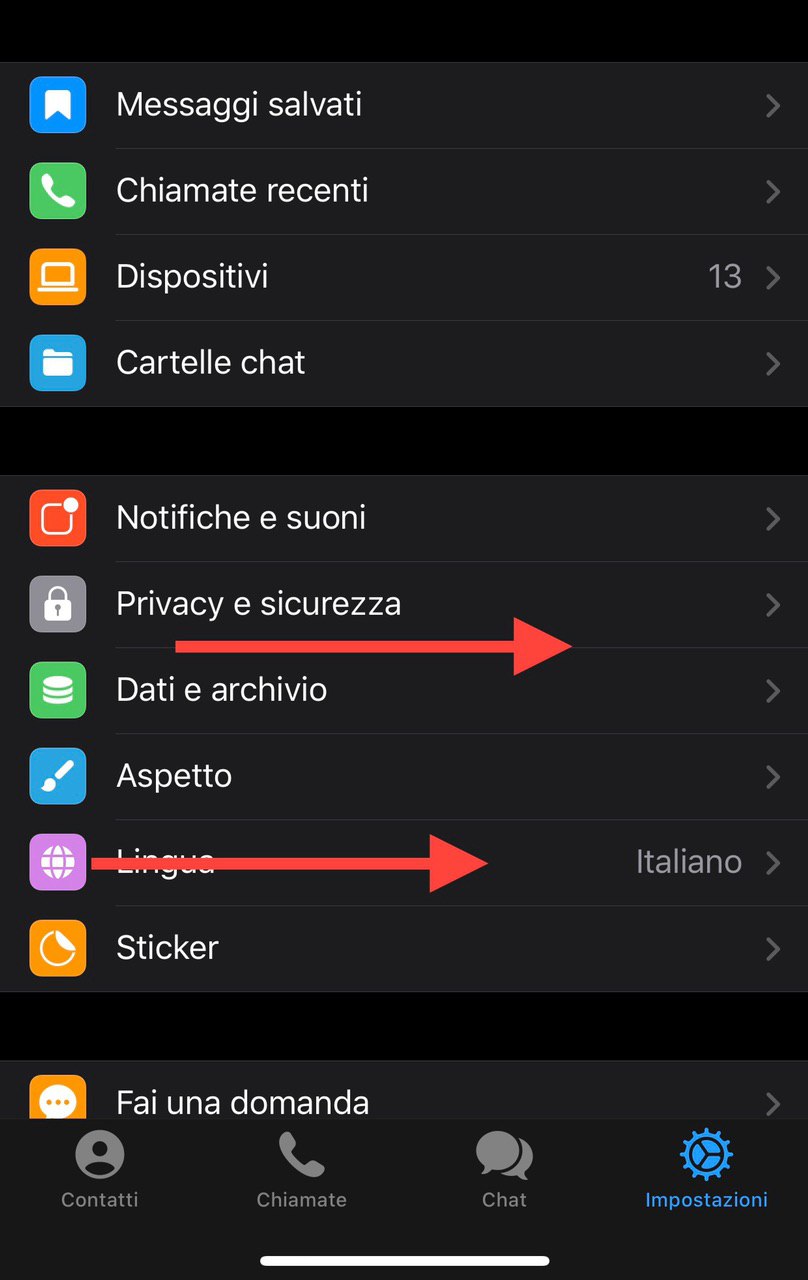 Messaggi salvati
Chiamate recenti
Dispositivi 13
Cartelle chat
Notifiche e suoni
Privacy e sicurezza
Dati e archivio
Aspetto
Lingua Italiano
Sticker
Fai una domanda
Contatti Chiamate Chat Impostazioni